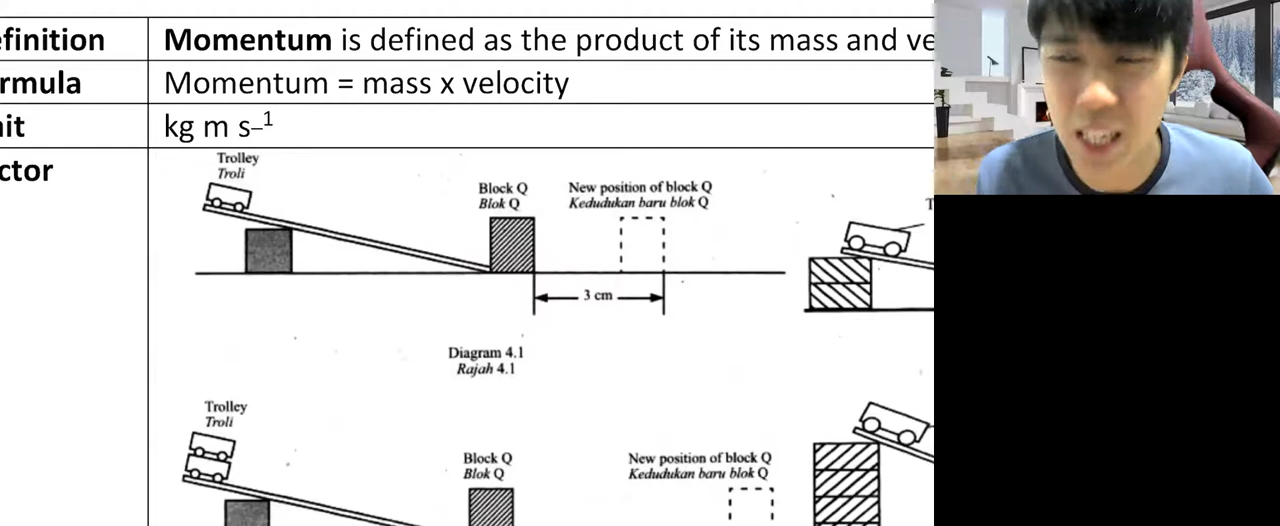 efinition
Momentum is defined as the product of its mass and ve
rmula
Momentum = mass x velocity
it
kg m s–1
ctor
Trolley
Troli
Block Q
Blok Q
New position of block Q
Kedudukan baru blok Q
T
3 cm
Diagram 4.1
Rajah 4.1
Trolley
Troli
Block Q
Blok Q
New position of block Q
Kedudukan baru blok Q